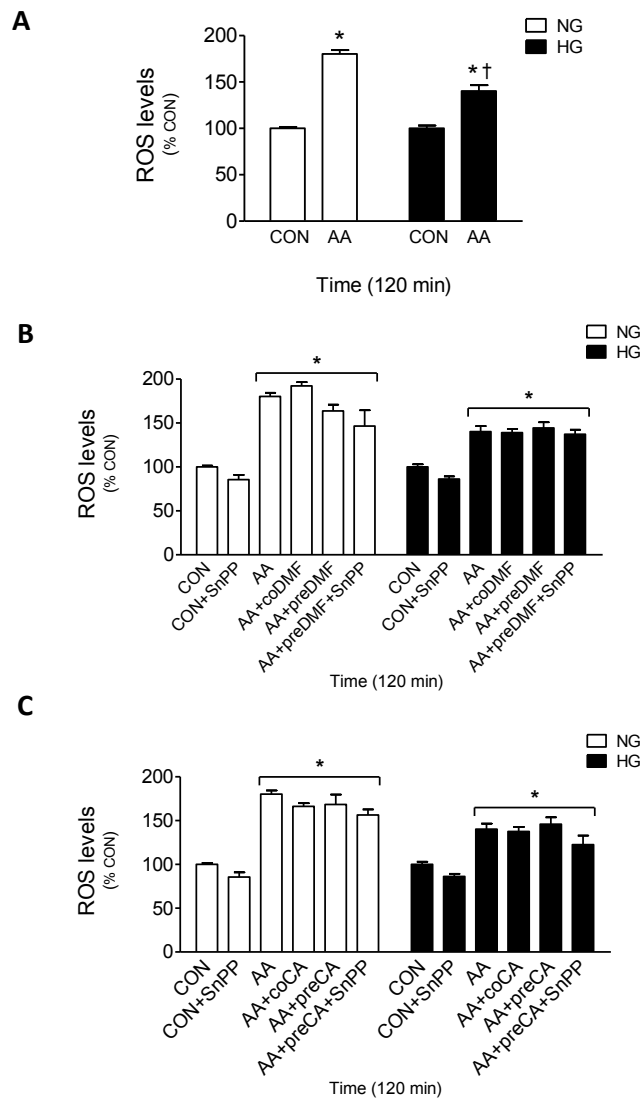 A
NG
HG
ROS levels
(% CON)
200
150
100
50
0
*
* †
CON AA CON AA
Time (120 min)
B
NG
HG
ROS levels
(% CON)
200
150
100
50
0
*
*
CON
CON+SnPP
AA
AA+coDMF
AA+preDMF
AA+preDMF+SnPP
CON
CON+SnPP
AA
AA+coDMF
AA+preDMF
AA+preDMF+SnPP
Time (120 min)
C
NG
HG
ROS levels
(% CON)
200
150
100
50
0
*
*
CON
CON+SnPP
AA
AA+coCA
AA+preCA
AA+preCA+SnPP
CON
CON+SnPP
AA
AA+coCA
AA+preCA
AA+preCA+SnPP
Time (120 min)